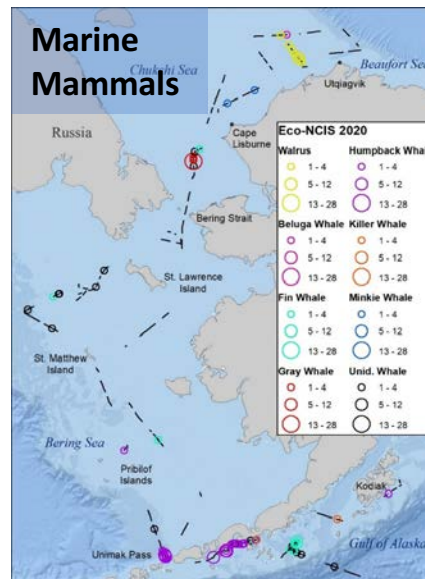 Marine
Mammals
Chukchi Sea
Beaufort Sea
Utqiagvik
Russia
Cape
Lisburne
Bering Strait
St. Lawrence
Island
St. Matthew
Island
Bering Sea
Pribilof
Islands
Unimak Pass
Kodiak
Gulf of Alaska
Eco-NCIS 2020
Walrus
1 - 4
5 - 12
13 - 28
Humpback Whal
1 - 4
5 - 12
13 - 28
Beluga Whale
1 - 4
5 - 12
13 - 28
Killer Whale
1 - 4
5 - 12
13 - 28
Fin Whale
1 - 4
5 - 12
13 - 28
Minkie Whale
1 - 4
5 - 12
13 - 28
Gray Whale
1 - 4
5 - 12
13 - 28
Unid. Whale
1 - 4
5 - 12
13 - 28